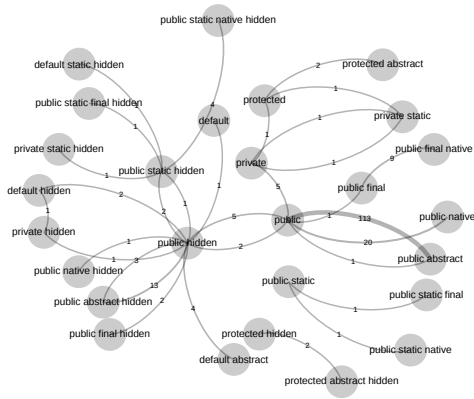 public static native hidden
default static hidden
protected abstract
2
public static final hidden
protected
1
4
1
default
private static
1
1
private static hidden
public final native
9
private
1
public static hidden
1
5
default hidden
2
1
public final
1
1
2
5
public
1
113
public native
private hidden
public hidden
1
2
20
public abstract
1
3
1
public native hidden
public static
13
public static final
public abstract hidden
2
4
1
public final hidden
protected hidden
1
2
public static native
default abstract
protected abstract hidden